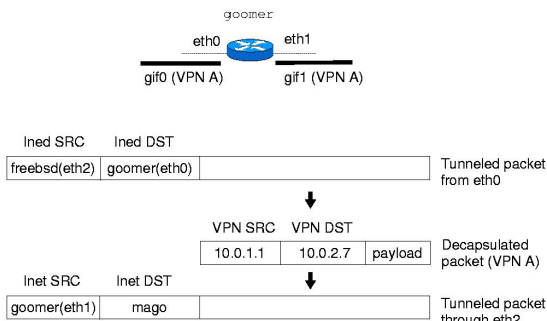 goomer
eth0 eth1
gif0 (VPN A) gif1 (VPN A)
Ined SRC Ined DST
freebsd(eth2) goomer(eth0)
Tunneled packet
from eth0
VPN SRC VPN DST
10.0.1.1 10.0.2.7 payload
Decapsulated
packet (VPN A)
Inet SRC Inet DST
goomer(eth1) mago
Tunneled packet
through eth2